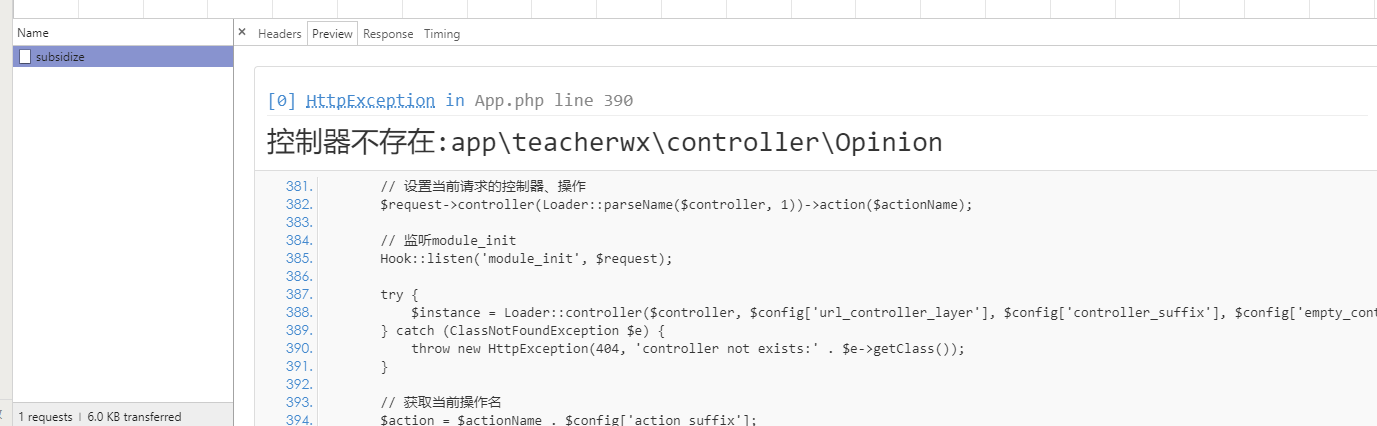 Name
× Headers Preview Response Timing
subsidize
[0] HttpException in App.php line 390
控制器不存在:app\teacherwx\controller\Opinion
381. // 设置当前请求的控制器、操作
382. $request->controller(Loader::parseName($controller, 1))->action($actionName);
383.
384. // 监听module_init
385. Hook::listen('module_init', $request);
386.
387. try {
388. $instance = Loader::controller($controller, $config['url_controller_layer'], $config['controller_suffix'], $config['empty_cont
389. } catch (ClassNotFoundException $e) {
390. throw new HttpException(404, 'controller not exists:' . $e->getClass());
391. }
392.
393. // 获取当前操作名
394. $action = $actionName . $config['action_suffix'];
1 requests | 6.0 KB transferred